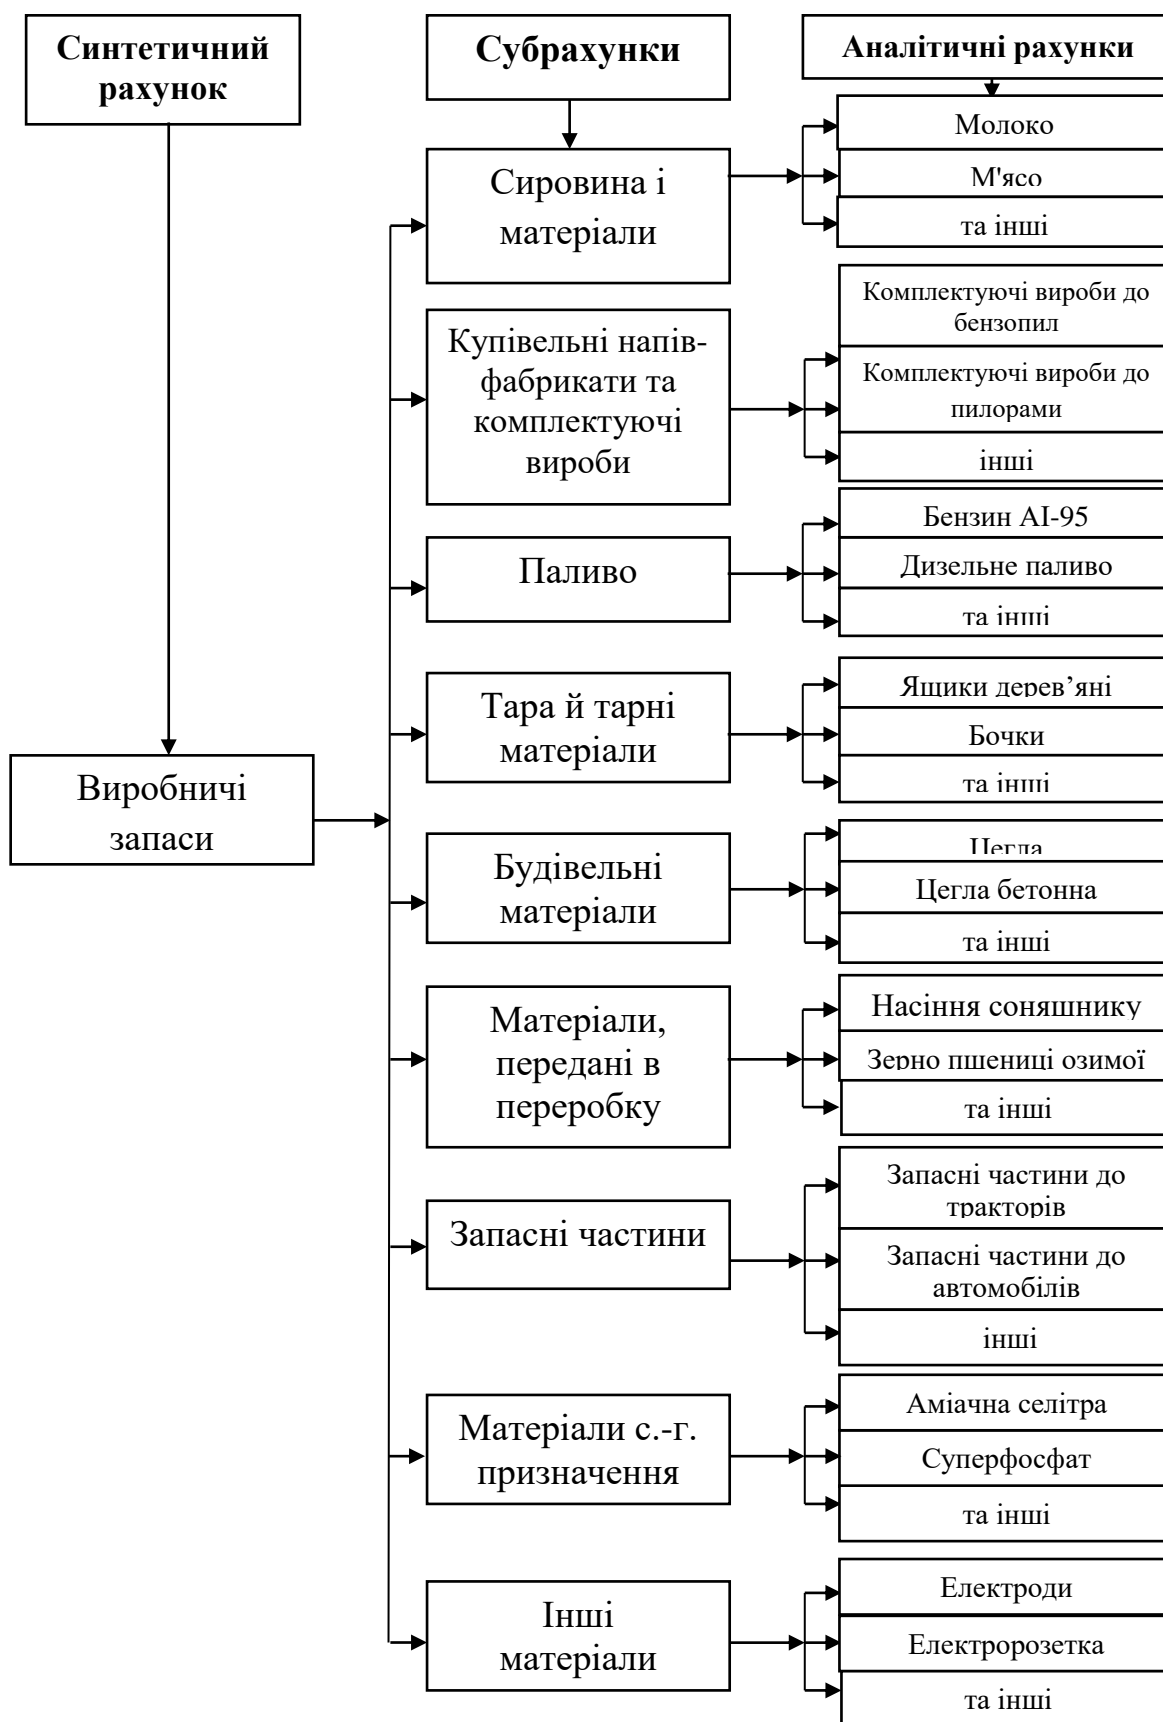 Синтетичний
рахунок
Субрахунки
Аналітичні рахунки
Виробничі
запаси
Сировина і
матеріали
Молоко
М'ясо
та інші
Купівельні напів-
фабрикати та
комплектуючі
вироби
Комплектуючі вироби до
бензопил
Комплектуючі вироби до
пилорами
інші
Паливо
Бензин АІ-95
Дизельне паливо
та інші
Тара й тарні
матеріали
Ящики дерев’яні
Бочки
та інші
Будівельні
матеріали
Цегла
Цегла бетонна
та інші
Матеріали,
передані в
переробку
Насіння соняшнику
Зерно пшениці озимої
та інші
Запасні частини
Запасні частини до
тракторів
Запасні частини до
автомобілів
інші
Матеріали с.-г.
призначення
Аміачна селітра
Суперфосфат
та інші
Інші
матеріали
Електроди
Електророзетка
та інші